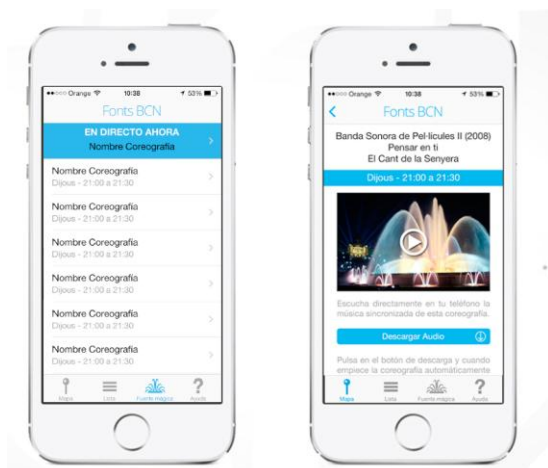 Orange 10:38 53%
Fonts BCN
EN DIRECTO AHORA
Nombre Coreografía
Nombre Coreografía
Dijous - 21:00 a 21:30
Nombre Coreografía
Dijous - 21:00 a 21:30
Nombre Coreografía
Dijous - 21:00 a 21:30
Nombre Coreografía
Dijous - 21:00 a 21:30
Nombre Coreografía
Dijous - 21:00 a 21:30
Nombre Coreografía
Dijous - 21:00 a 21:30
Mapa Lista Fuente mágica Ayuda
Orange 10:38 53%
Fonts BCN
Banda Sonora de Pel·lícules II (2008)
Pensar en ti
El Cant de la Senyera
Dijous - 21:00 a 21:30
Escucha directamente en tu teléfono la
música sincronizada de esta coreografía.
Descargar Audio
Pulsa en el botón de descarga y cuando
empiece la coreografía automáticamente
Mapa Lista Fuente mágica Ayuda